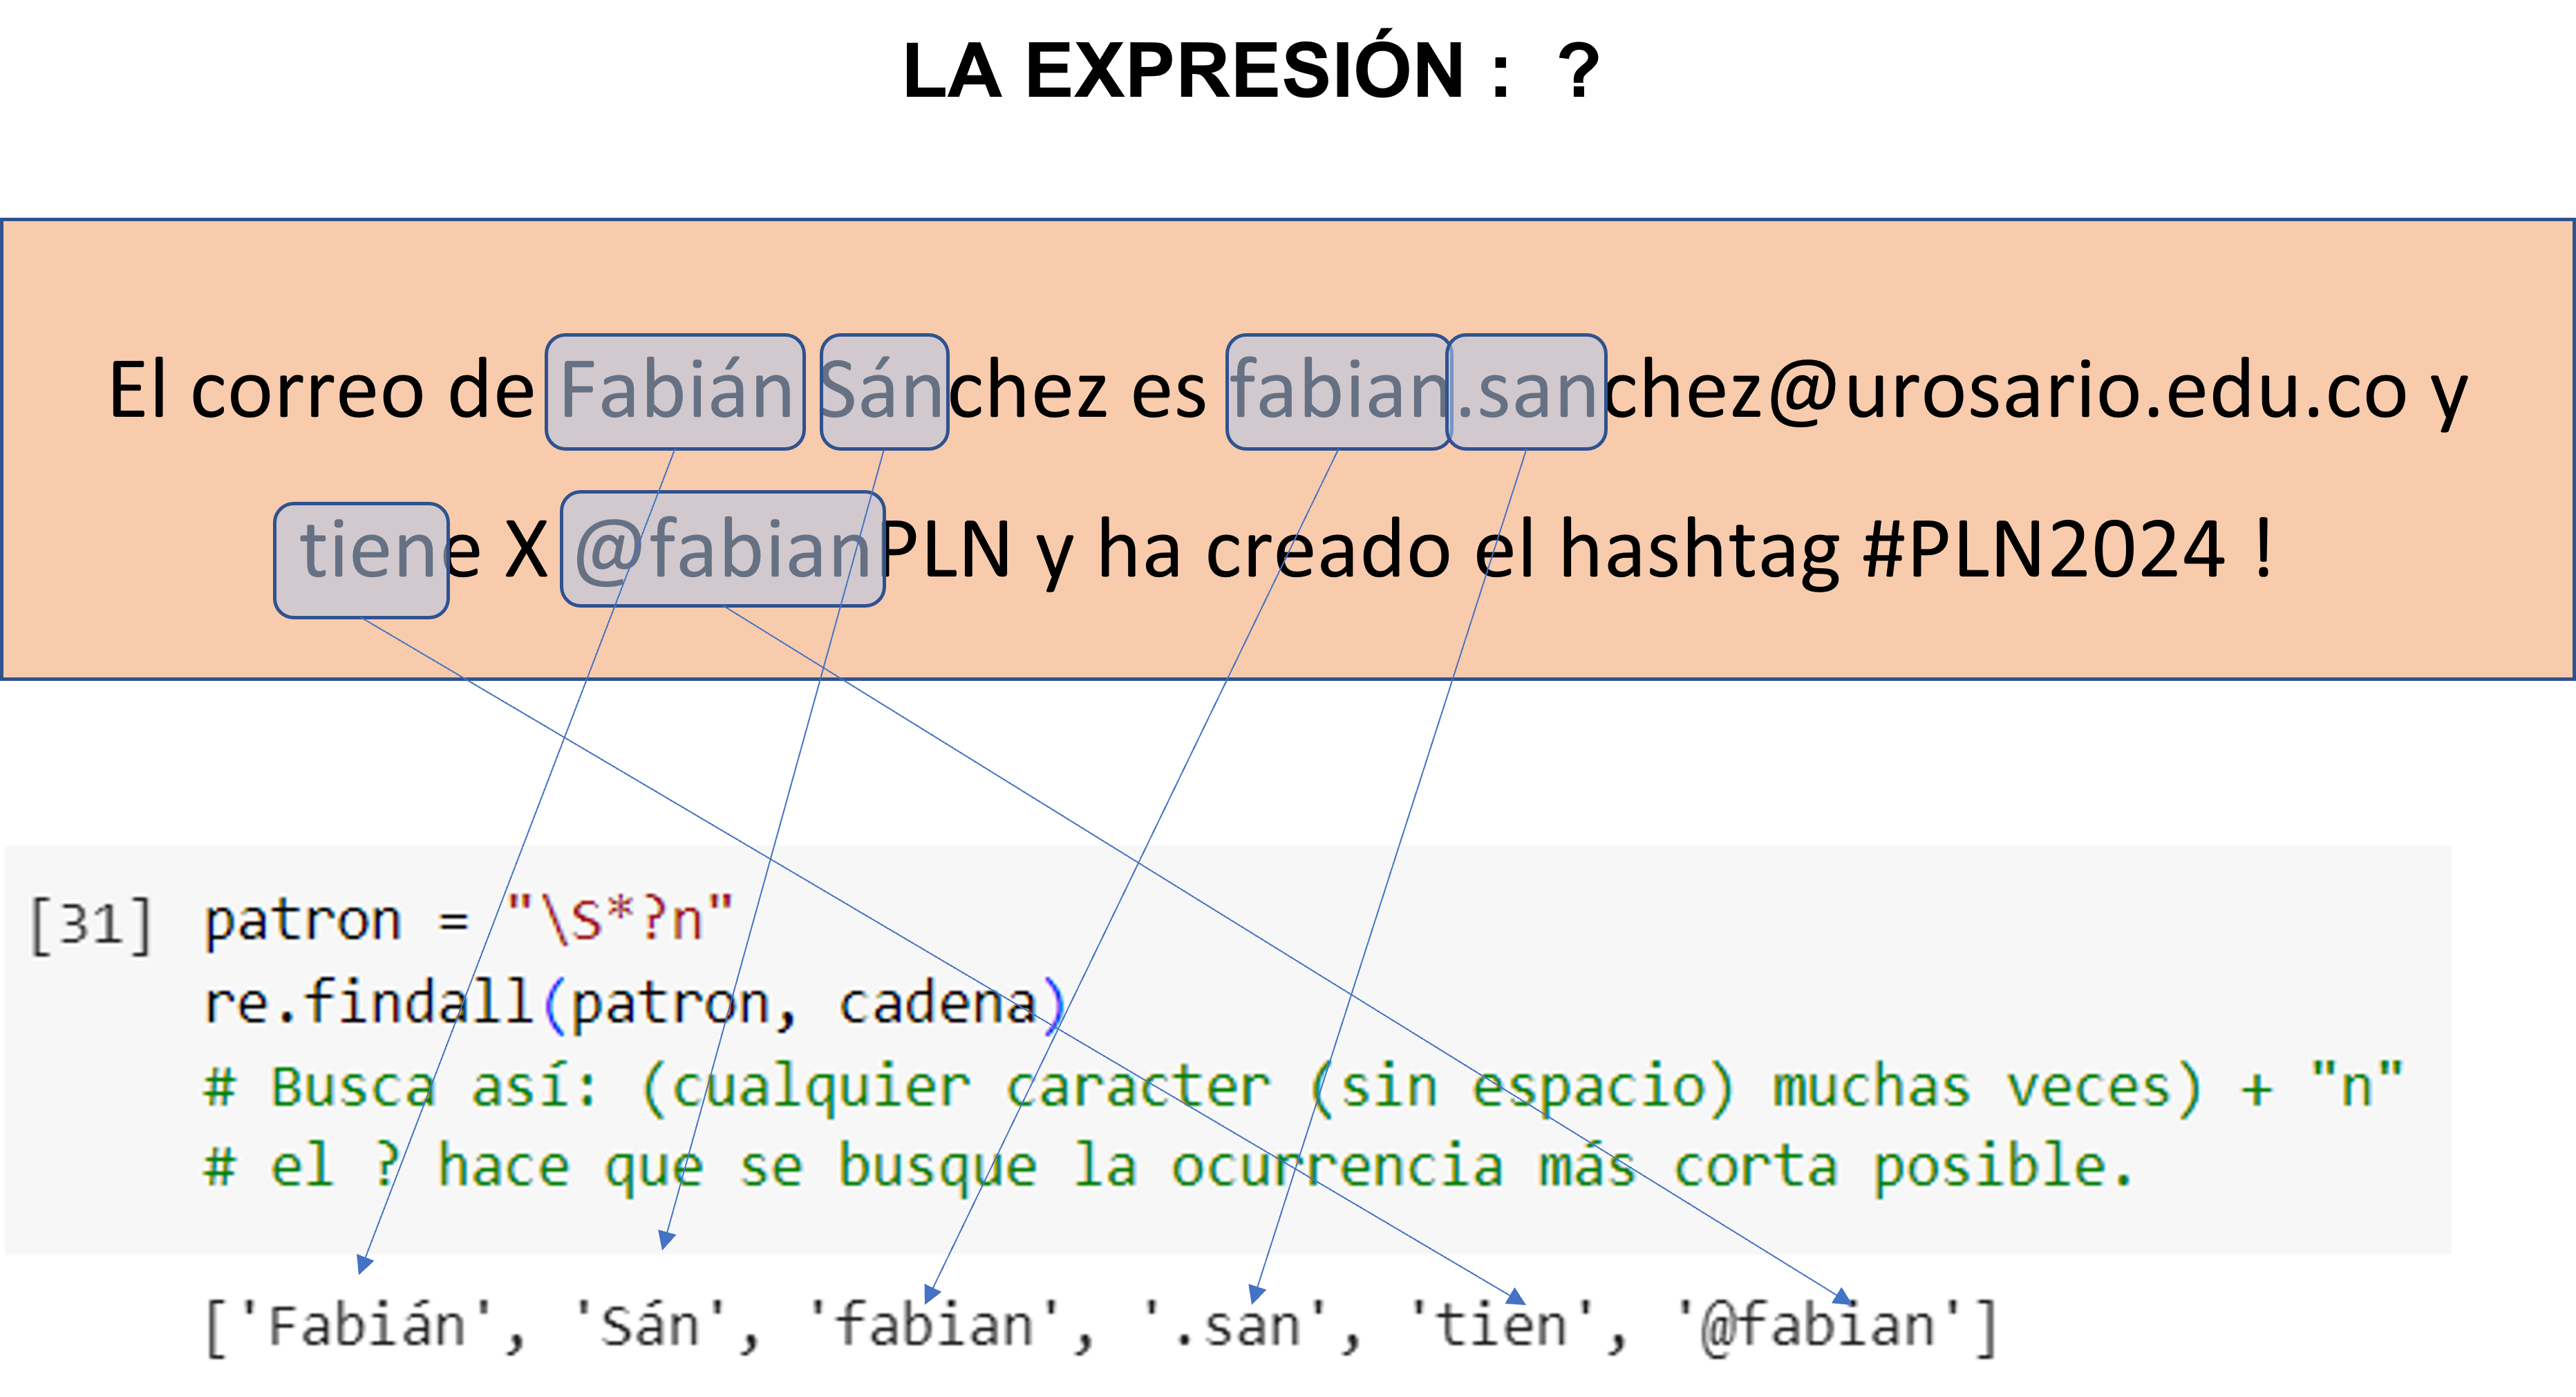 LA EXPRESIÓN : ?
El correo de Fabián Sánchez es fabian.sanchez@urosario.edu.co y
tiene X @fabianPLN y ha creado el hashtag #PLN2024 !
[31] patron = "\S*?n"
re.findall(patron, cadena)
# Busca así: (cualquier caracter (sin espacio) muchas veces) + "n"
# el ? hace que se busque la ocurrencia más corta posible.
['Fabián', 'Sán', 'fabian', '.san', 'tien', '@fabian']